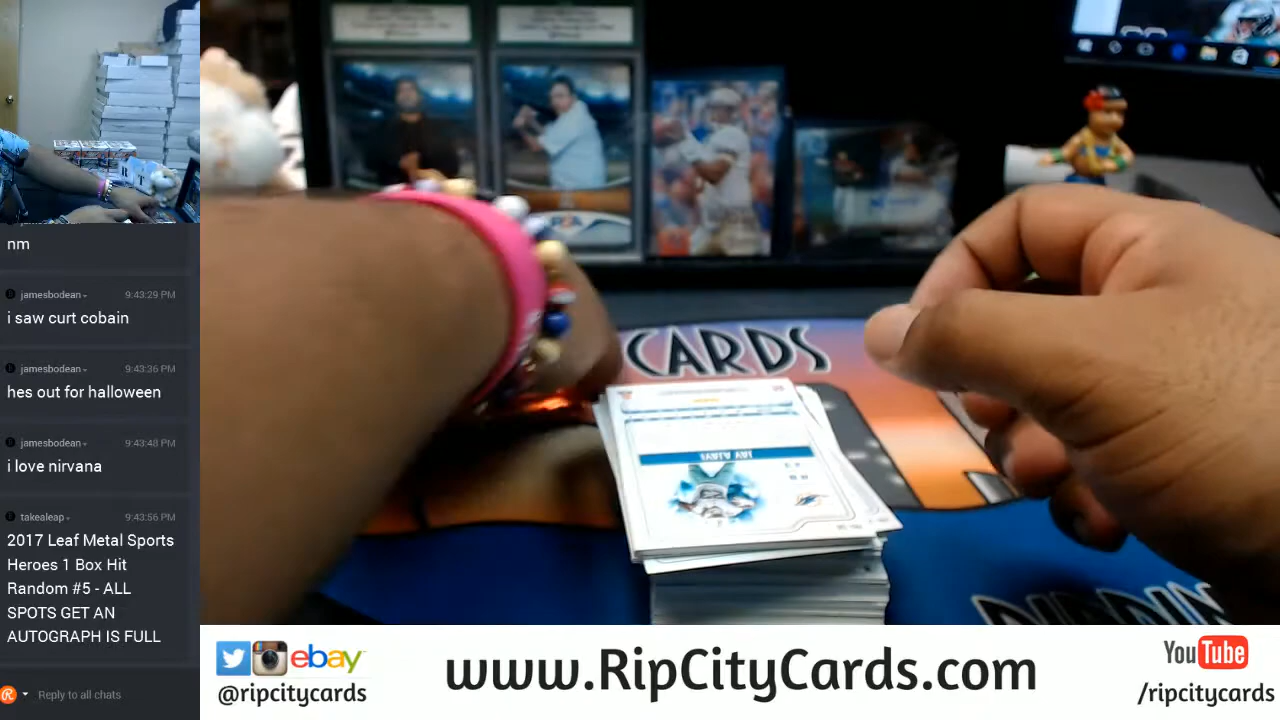 nm
jamesbodean 9:43:29 PM
i saw curt cobain
jamesbodean 9:43:36 PM
hes out for halloween
jamesbodean 9:43:48 PM
i love nirvana
takealeap 9:43:56 PM
2017 Leaf Metal Sports
Heroes 1 Box Hit
Random #5 - ALL
SPOTS GET AN
AUTOGRAPH IS FULL
Reply to all chats
CARDS
JAY AJAYI
ebay
@ripcitycards
www.RipCityCards.com
YouTube
/ripcitycards